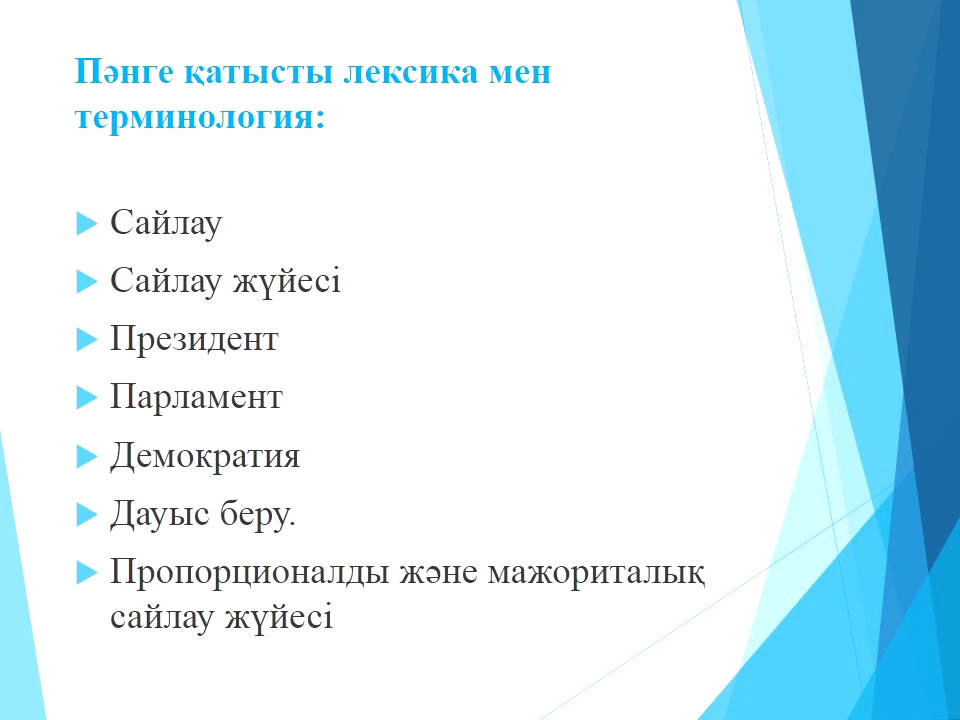 Пәнге қатысты лексика мен
терминология:
Сайлау
Сайлау жүйесі
Президент
Парламент
Демократия
Дауыс беру.
Пропорционалды және мажориталық
сайлау жүйесі